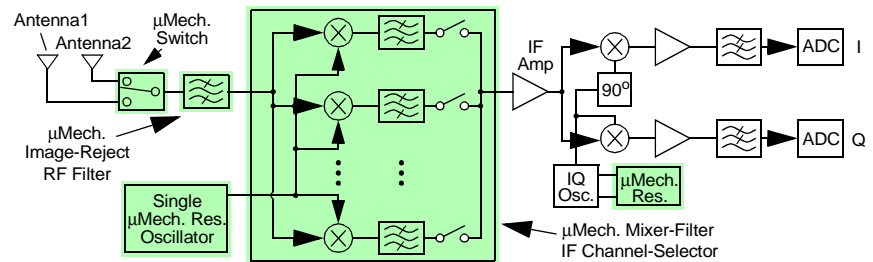 Antenna1
Antenna2
μMech.
Switch
μMech.
Image-Reject
RF Filter
Single
μMech. Res.
Oscillator
IF
Amp
90o
IQ
Osc.
μMech.
Res.
ADC
I
ADC
Q
μMech. Mixer-Filter
IF Channel-Selector